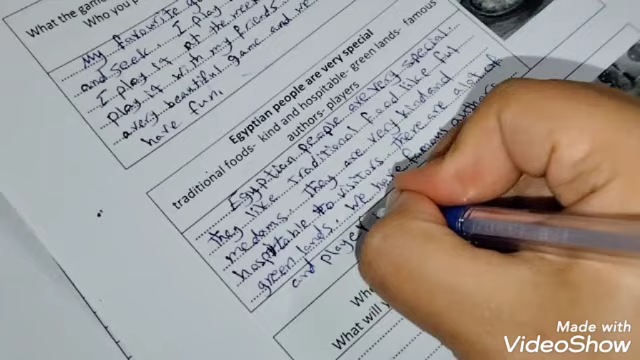 What the game
Who you p
My favourite g
and seek. I play
I play it at the
play it with my friends.
a very beautiful game and we
have fun.
Egyptian people are very special
traditional foods- kind and hospitable- green lands- famous
authors- players
Egyptian people are very special.
They like traditional food like ful
medams. They are very kind and
hospitable to visitors. There are a lot of
green lands. We have famous authors
and player
Wh
What will
Made with
VideoShow